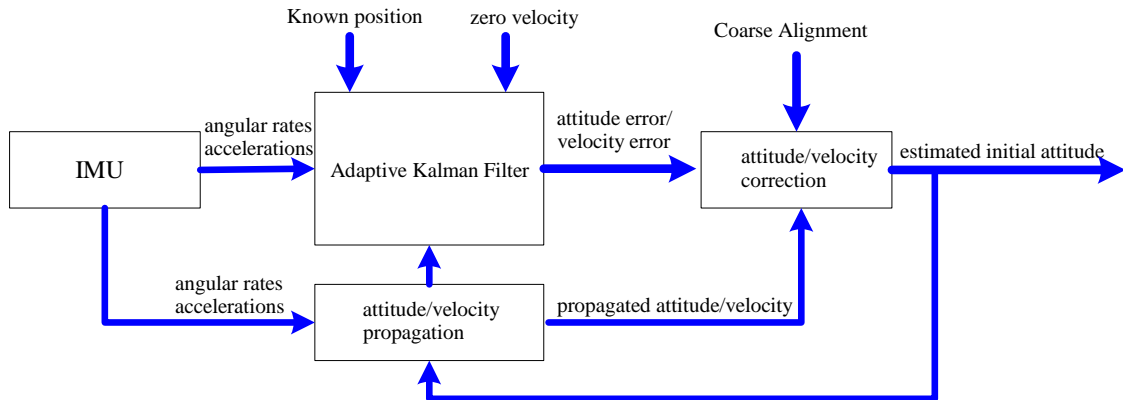 Known position
zero velocity
Coarse Alignment
angular rates
accelerations
attitude error/
velocity error
IMU
Adaptive Kalman Filter
attitude/velocity
correction
estimated initial attitude
angular rates
accelerations
attitude/velocity
propagation
propagated attitude/velocity